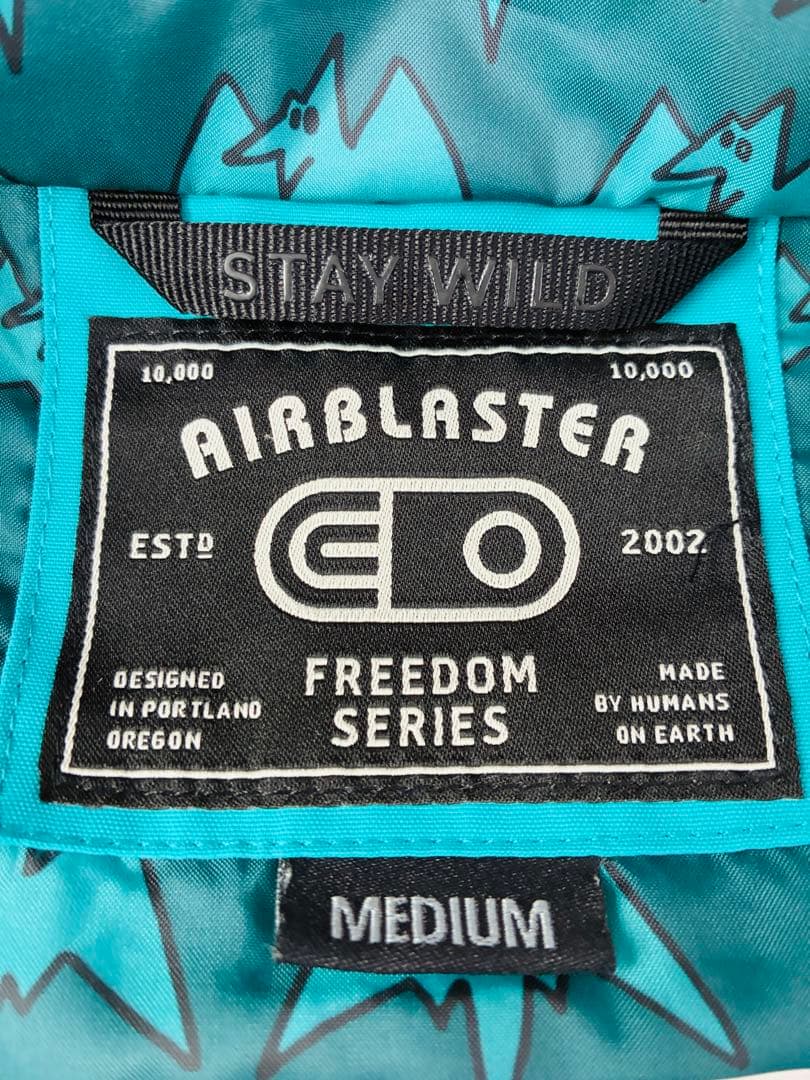 STAY WILD
10,000 10,000
AIRBLASTER
ESTD 2002
DESIGNED
IN PORTLAND
OREGON
FREEDOM
SERIES
MADE
BY HUMANS
ON EARTH
MEDIUM